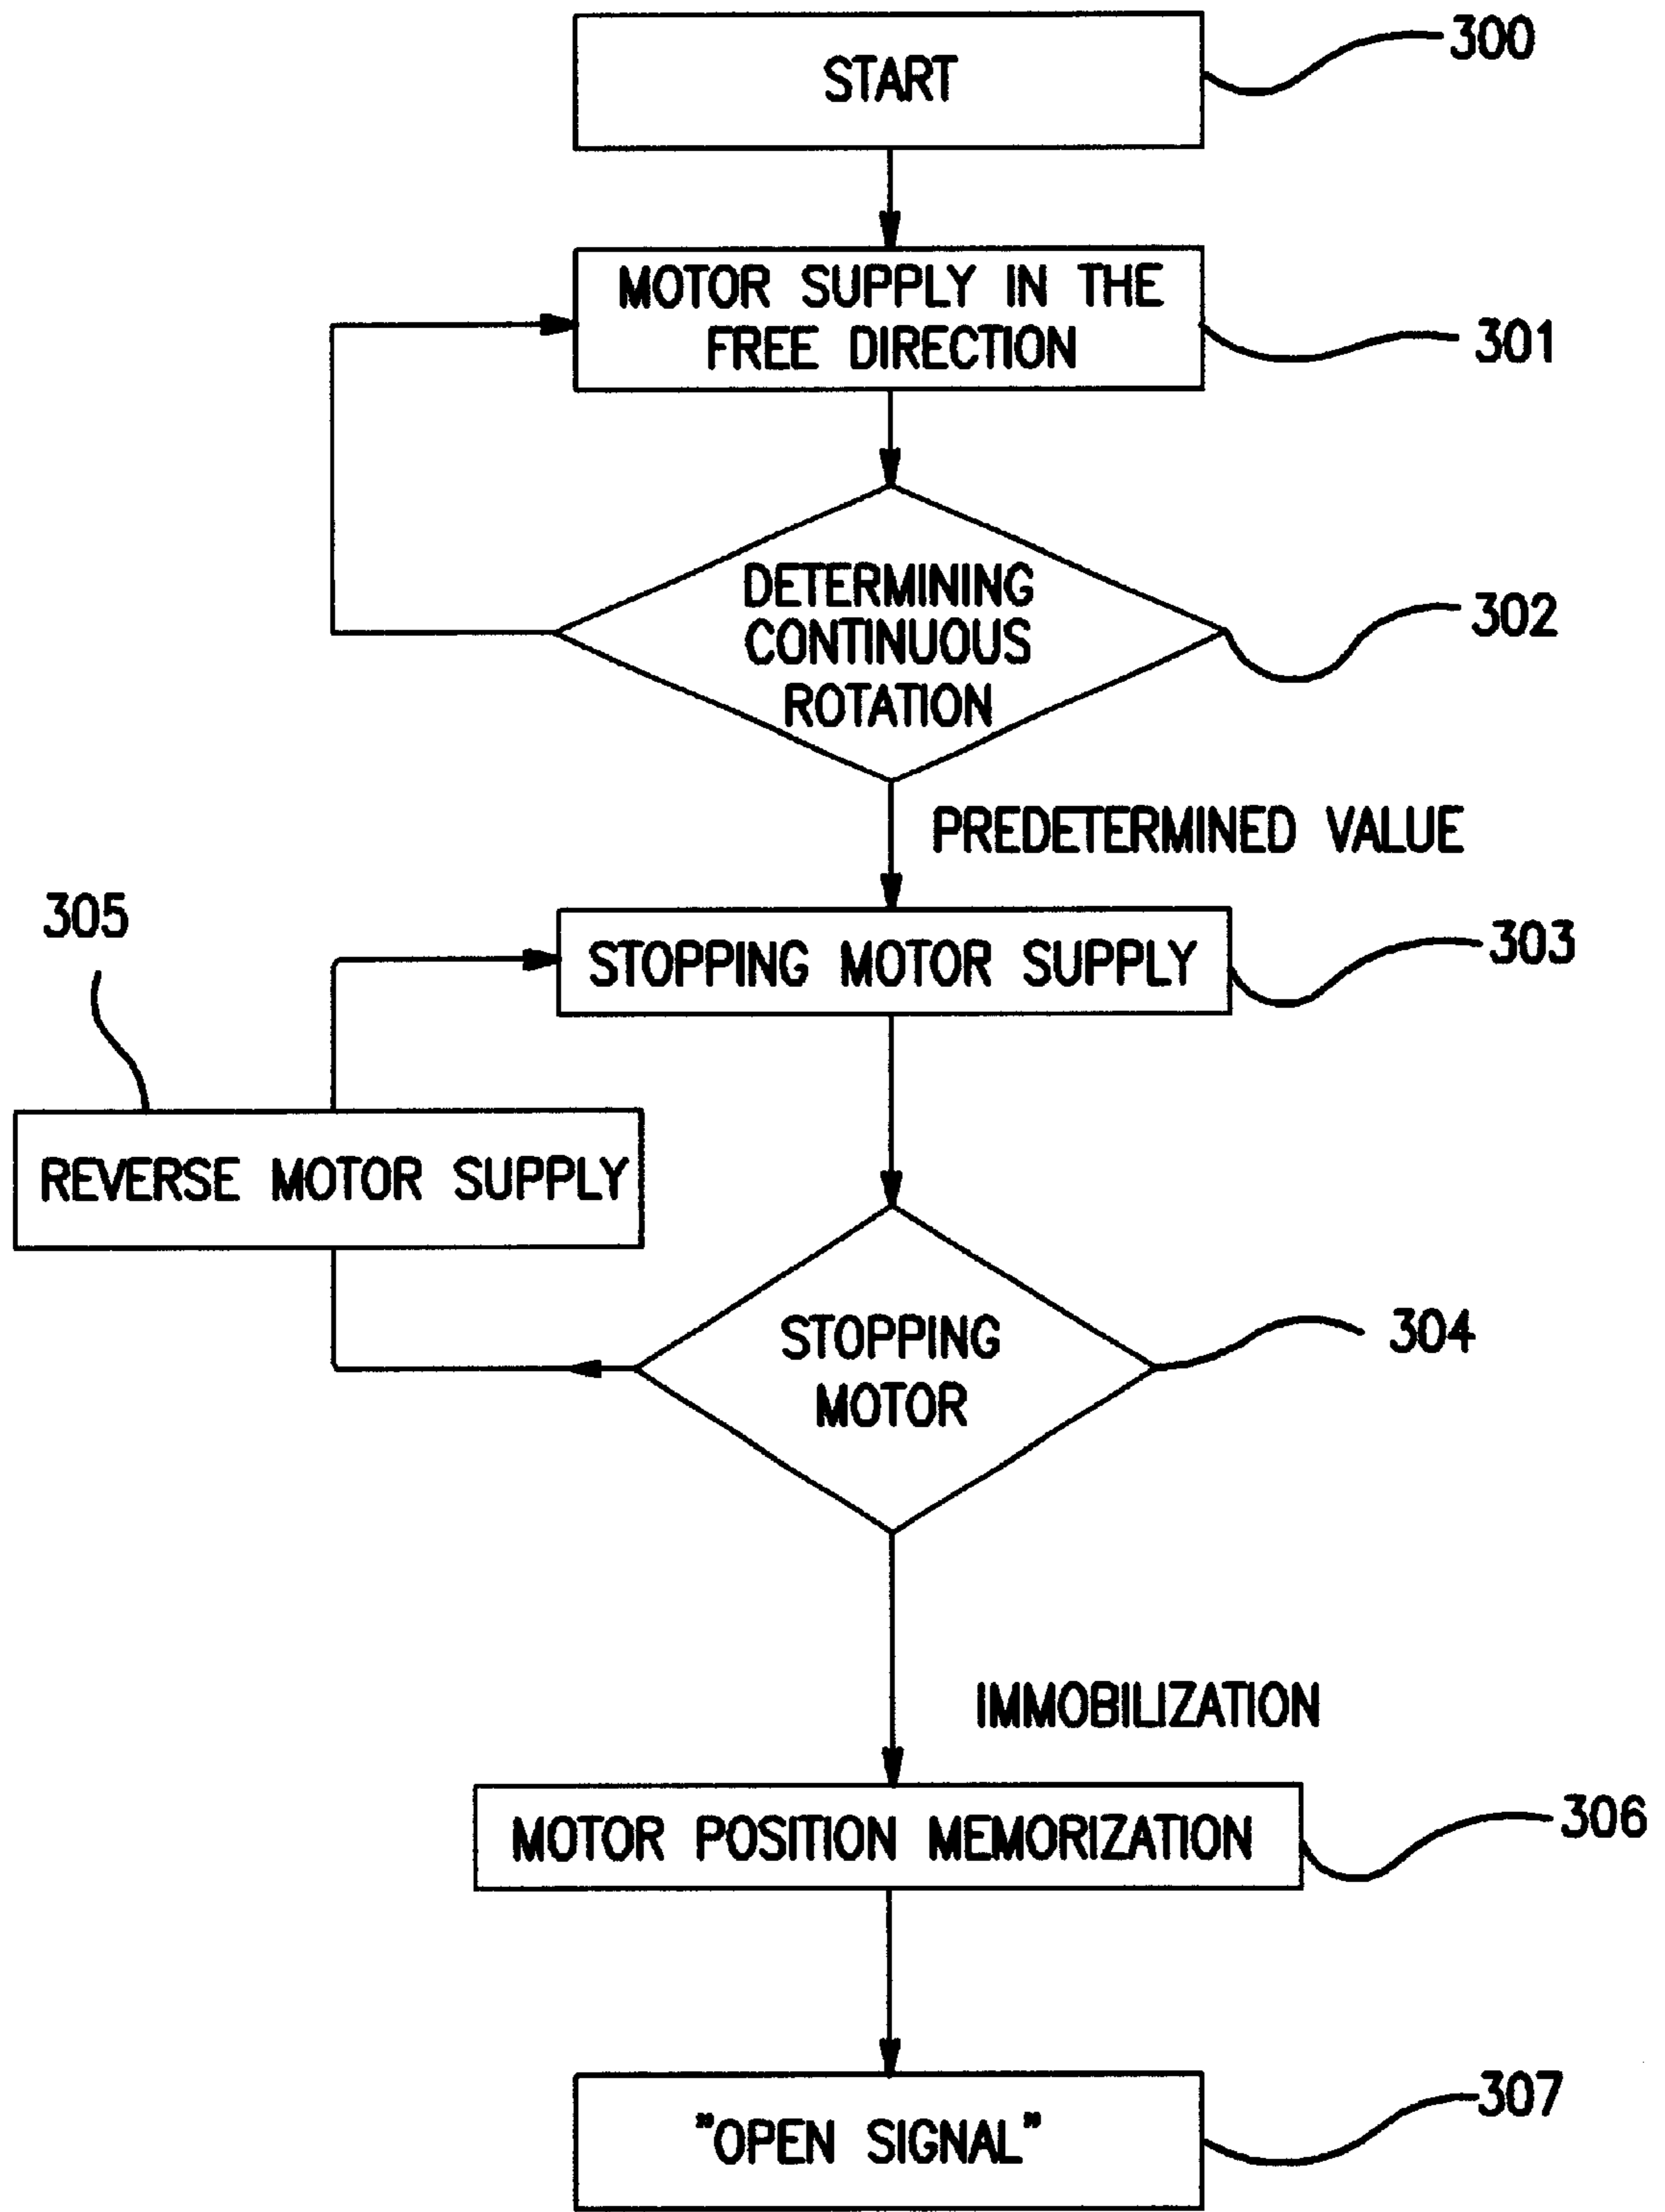 START
300
MOTOR SUPPLY IN THE
FREE DIRECTION
301
DETERMINING
CONTINUOUS
ROTATION
302
PREDETERMINED VALUE
305
STOPPING MOTOR SUPPLY
303
REVERSE MOTOR SUPPLY
STOPPING
MOTOR
304
IMMOBILIZATION
MOTOR POSITION MEMORIZATION
306
"OPEN SIGNAL"
307